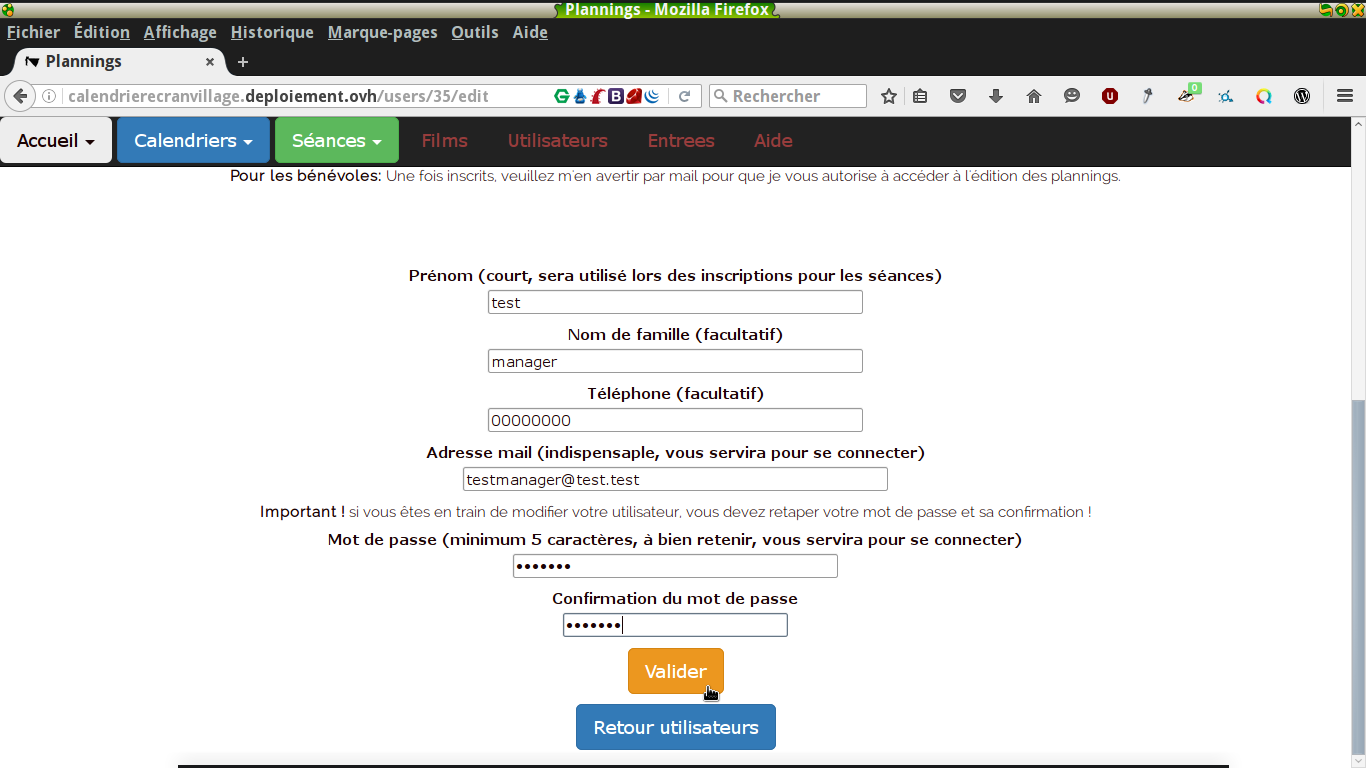 Plannings - Mozilla Firefox
Fichier Édition Affichage Historique Marque-pages Outils Aide
Plannings × +
calendrierecranvillage.deploiement.ovh/users/35/edit Rechercher 0
Accueil Calendriers Séances Films Utilisateurs Entrees Aide
Pour les bénévoles: Une fois inscrits, veuillez m'en avertir par mail pour que je vous autorise à accéder à l'édition des plannings.
Prénom (court, sera utilisé lors des inscriptions pour les séances)
test
Nom de famille (facultatif)
manager
Téléphone (facultatif)
00000000
Adresse mail (indispensaple, vous servira pour se connecter)
testmanager@test.test
Important ! si vous êtes en train de modifier votre utilisateur, vous devez retaper votre mot de passe et sa confirmation !
Mot de passe (minimum 5 caractères, à bien retenir, vous servira pour se connecter)
•••••••
Confirmation du mot de passe
•••••••
Valider
Retour utilisateurs